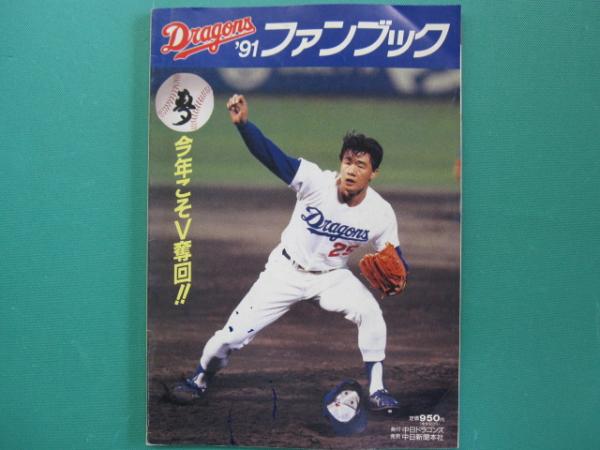 Dragons
'91 ファンブック
夢
今年こそV奪回!!
Dragons
25
定価950円
発行 中日ドラゴンズ
発売 中日新聞本社